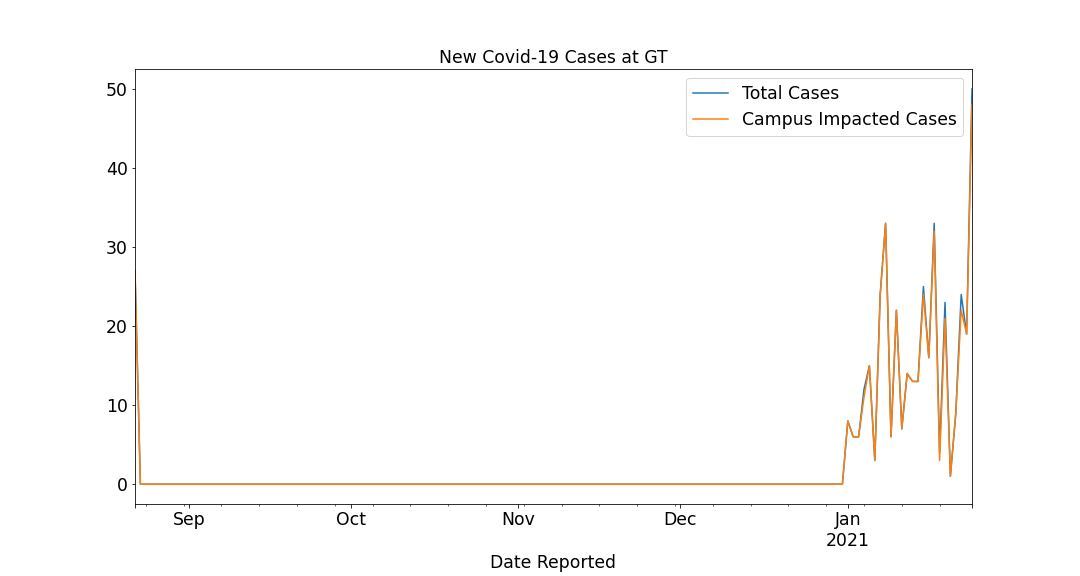 New Covid-19 Cases at GT
Total Cases
Campus Impacted Cases
50
40
30
20
10
0
Sep Oct Nov Dec Jan
2021
Date Reported